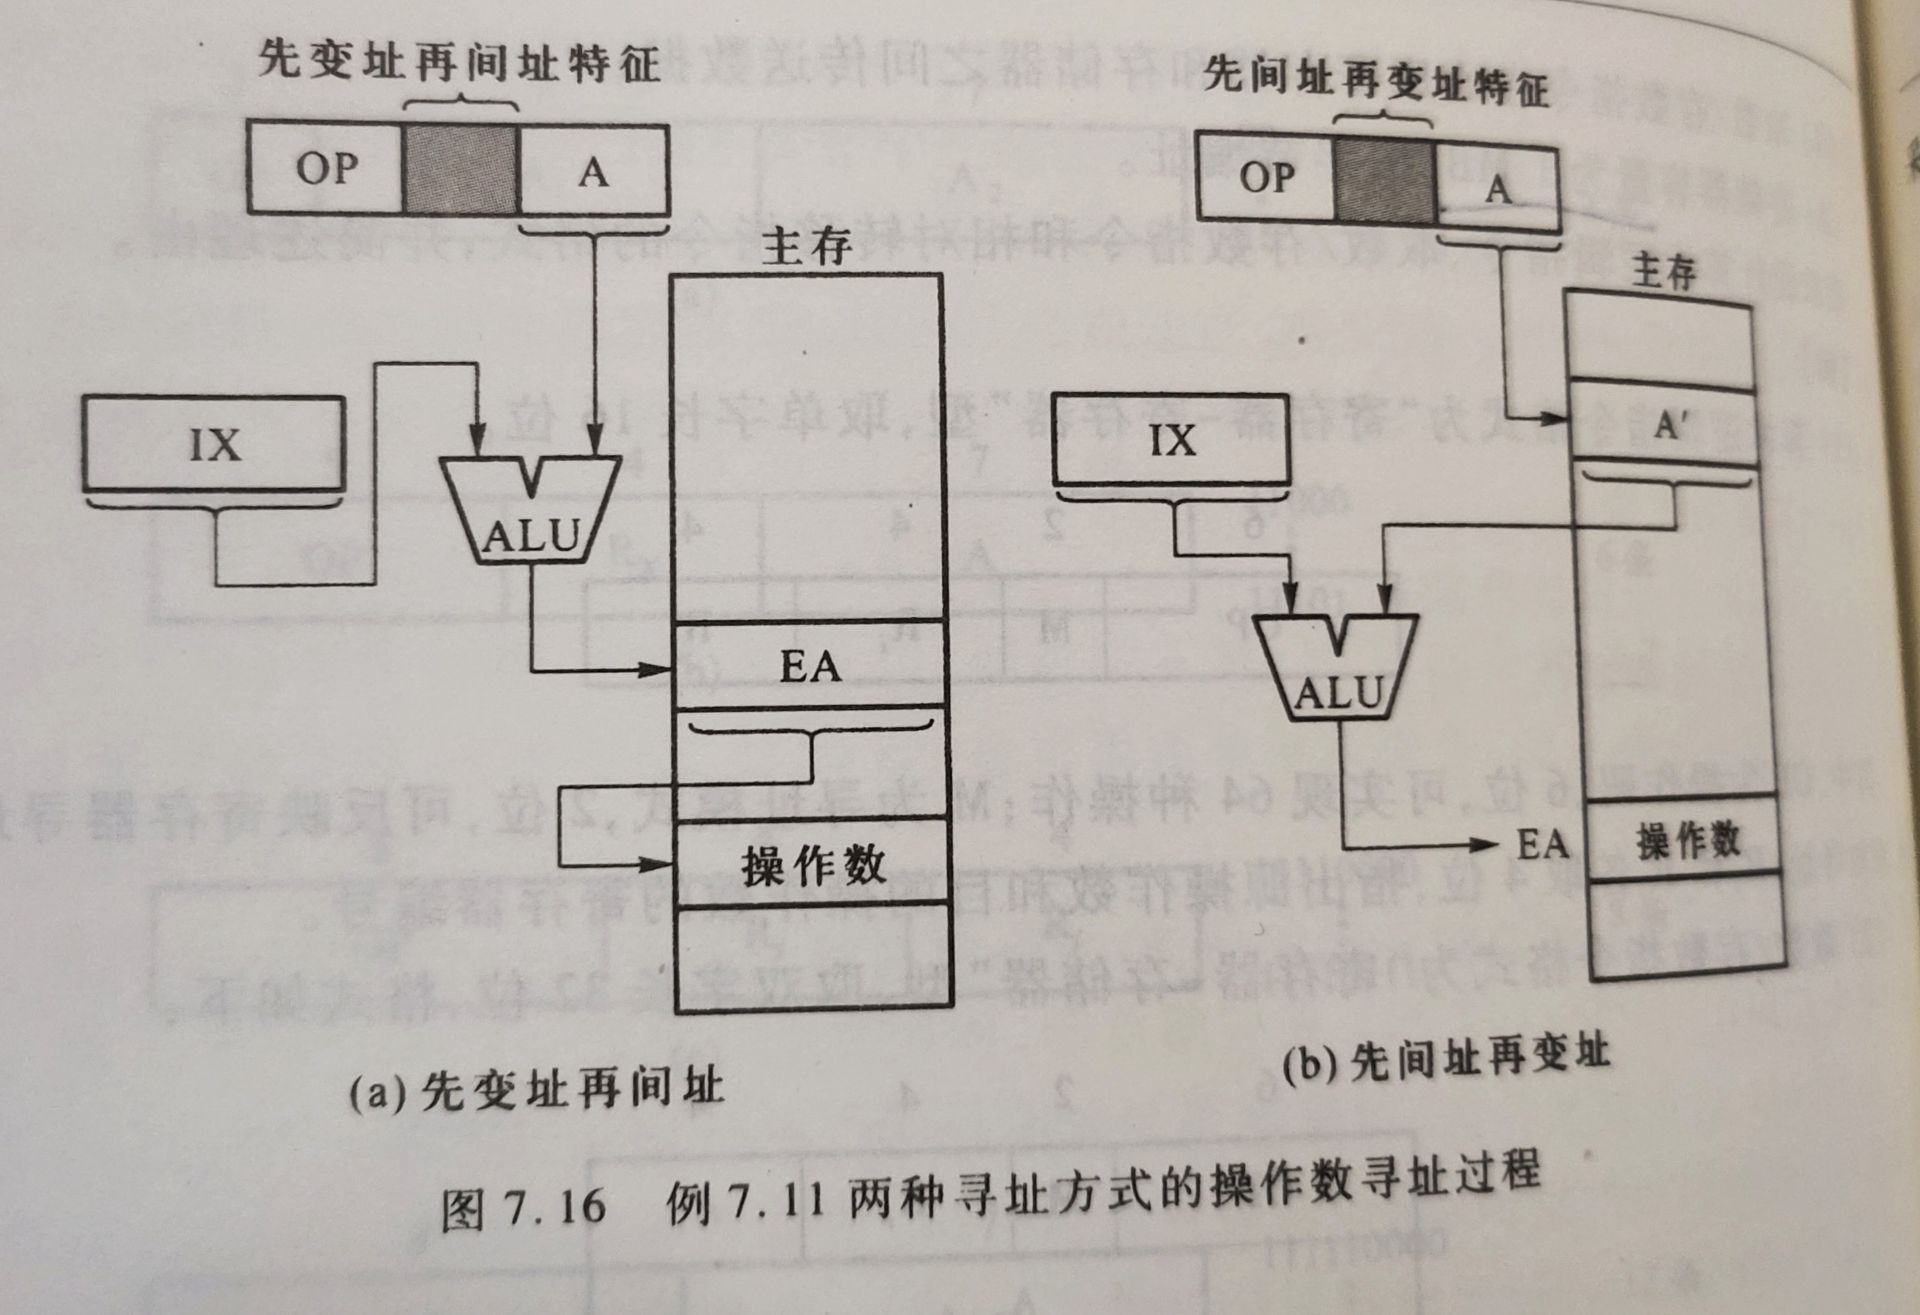 先变址再间址特征
OP
A
主存
IX
ALU
EA
操作数
(a) 先变址再间址
先间址再变址特征
OP
A
主存
A′
IX
ALU
EA
操作数
(b) 先间址再变址
图 7.16 例 7.11 两种寻址方式的操作数寻址过程